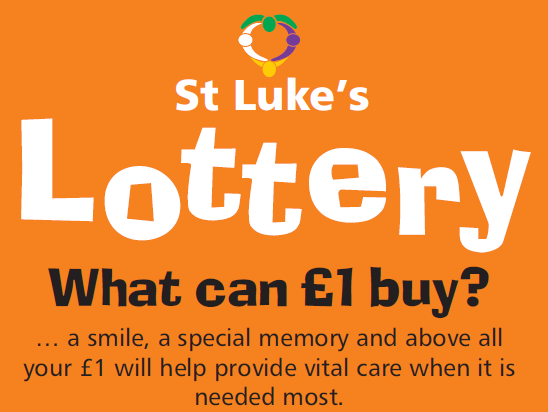 St Luke's
Lottery
What can £1 buy?
... a smile, a special memory and above all
your £1 will help provide vital care when it is
needed most.